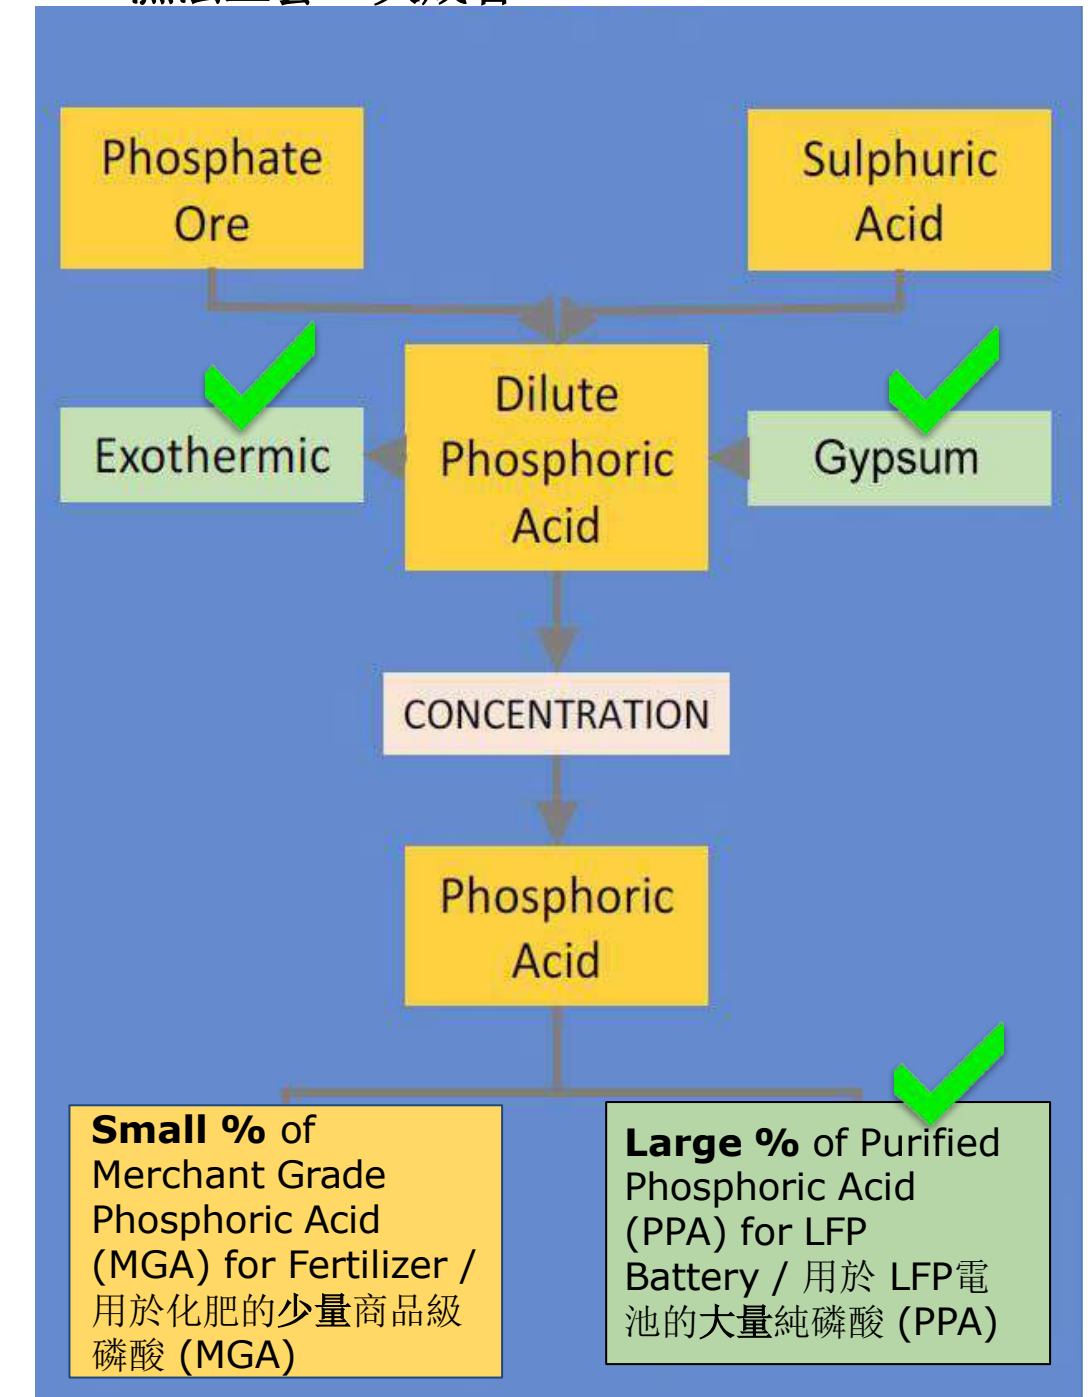 Phosphate
Ore
Sulphuric
Acid
Exothermic
Dilute
Phosphoric
Acid
Gypsum
CONCENTRATION
Phosphoric
Acid
Small % of
Merchant Grade
Phosphoric Acid
(MGA) for Fertilizer /
用於化肥的少量商品級
磷酸 (MGA)
Large % of Purified
Phosphoric Acid
(PPA) for LFP
Battery / 用於 LFP電
池的大量純磷酸 (PPA)